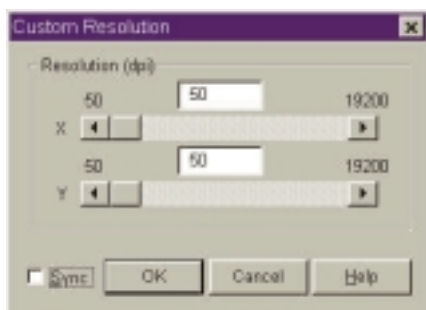 Custom Resolution
Resolution (dpi)
50 50 19200
X
50 50 19200
Y
Sync OK Cancel Help